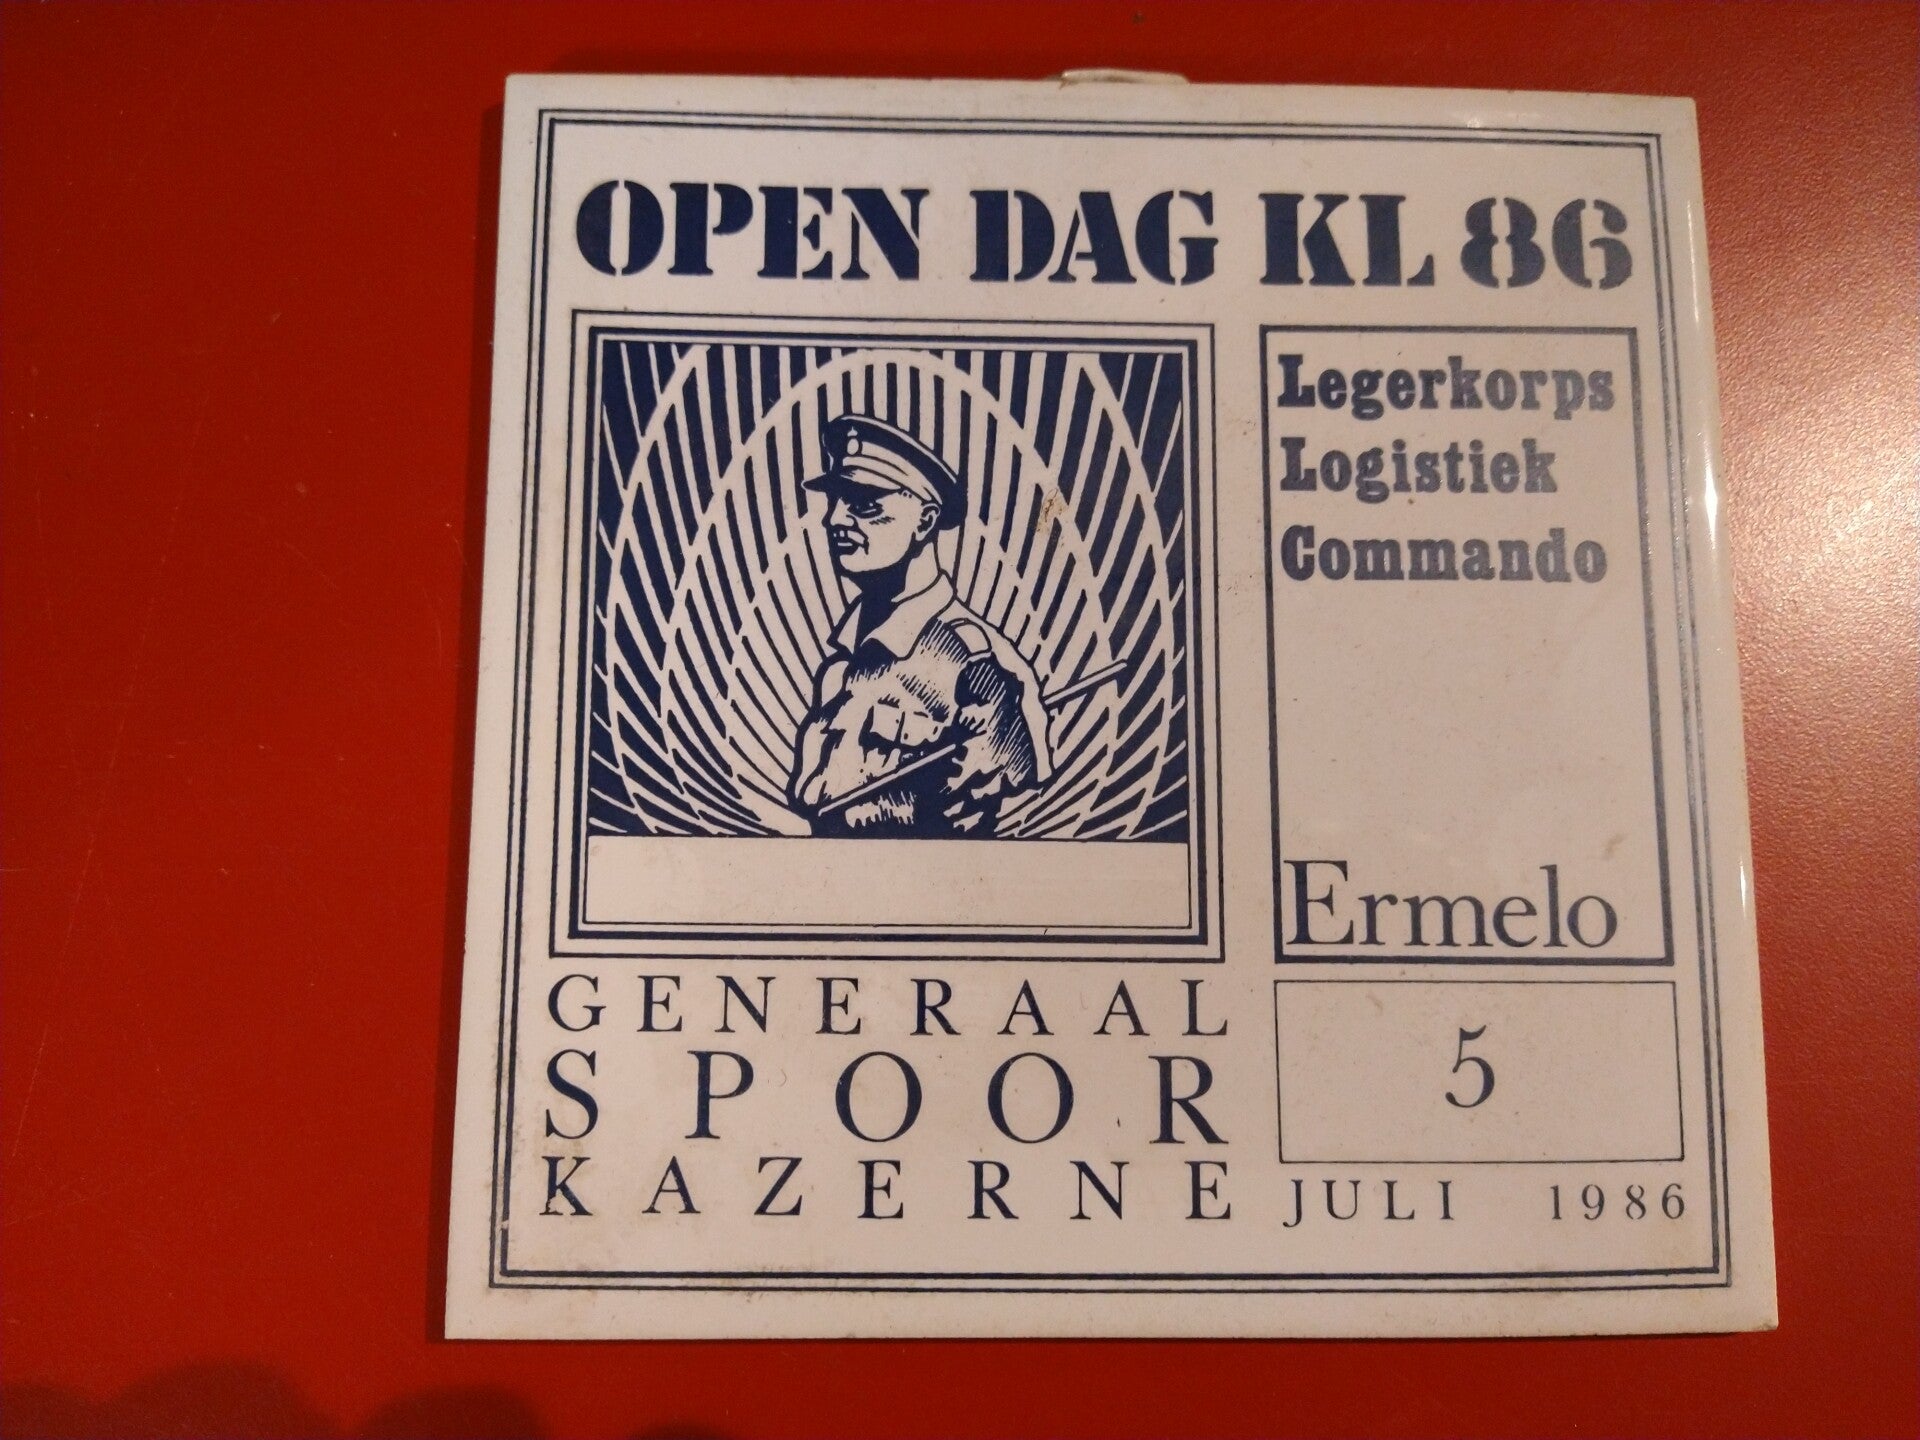 OPEN DAG KL 86
Legerkorps
Logistiek
Commando
Ermelo
GENERAAL
SPOOR
KAZERNE
5
JULI 1986